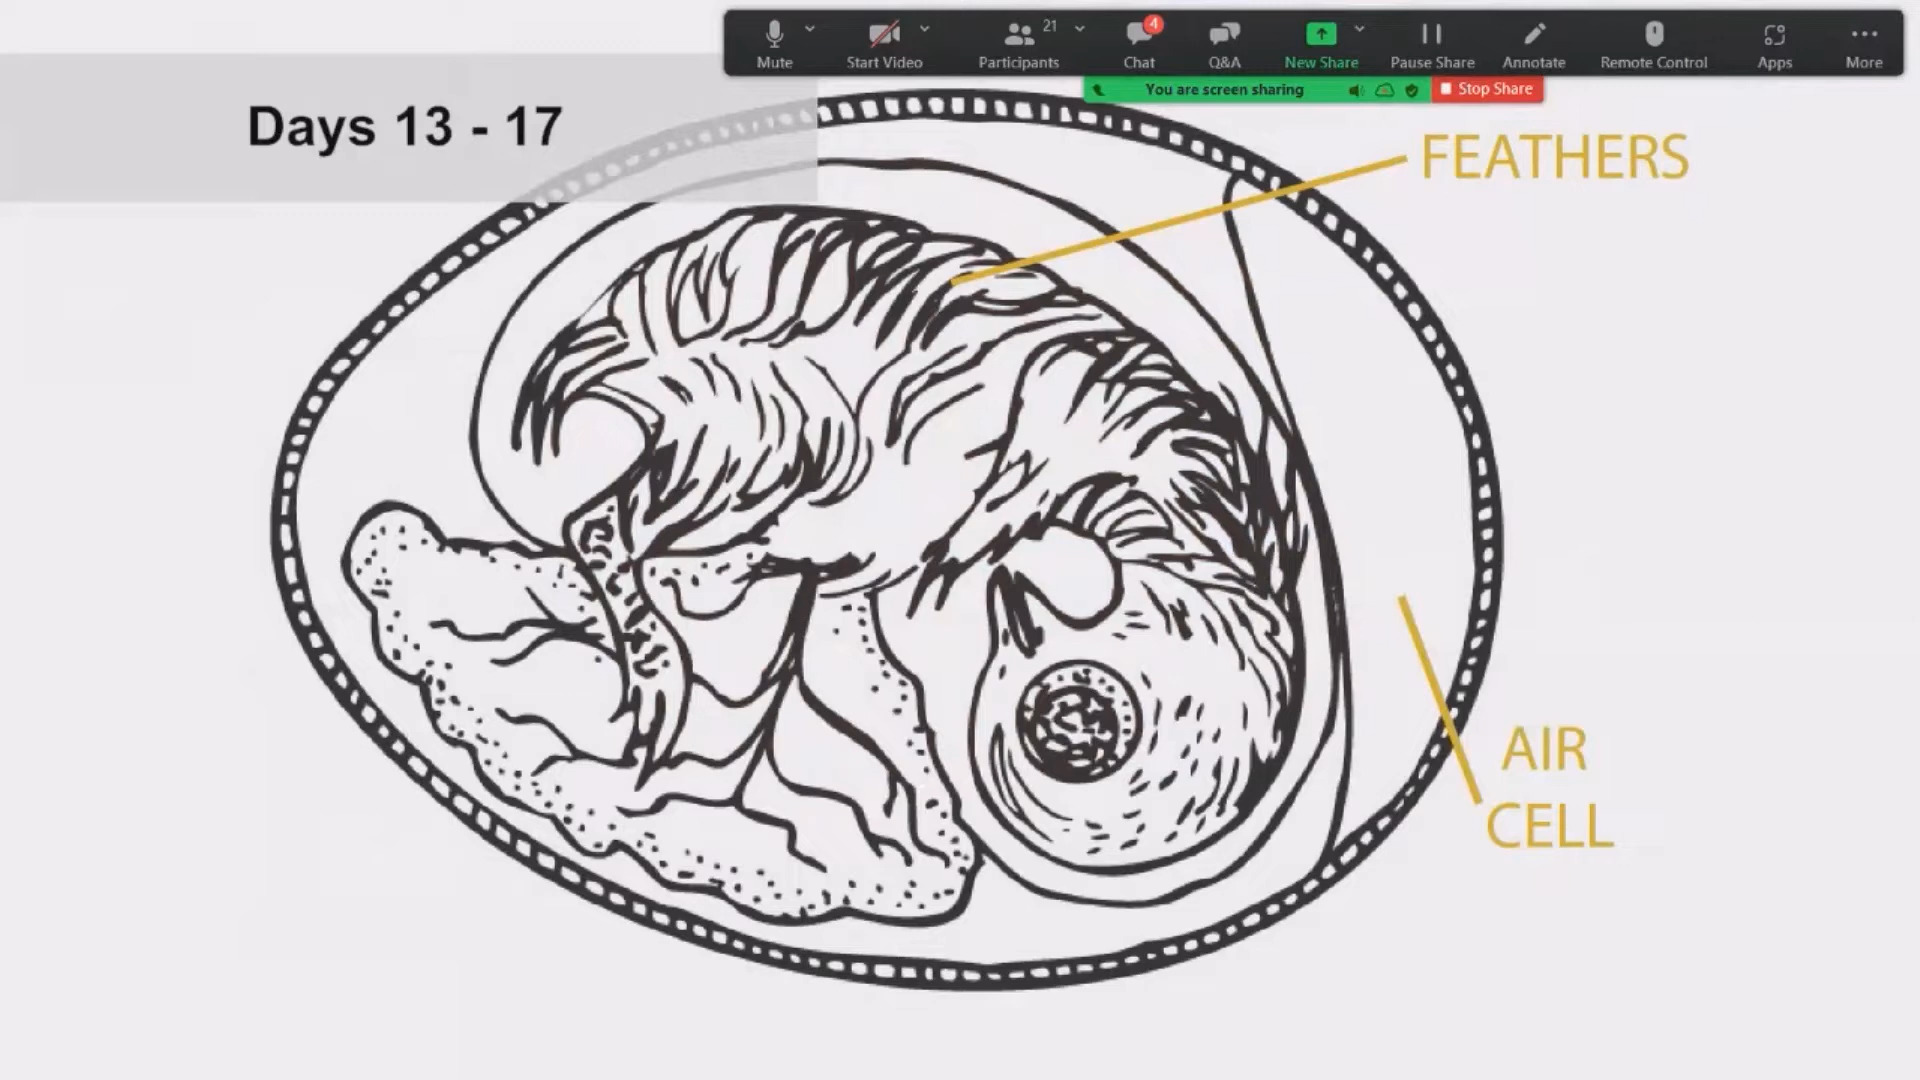 21
4
Mute
Start Video
Participants
Chat
Q&A
New Share
Pause Share
Annotate
Remote Control
Apps
More
You are screen sharing
Stop Share
Days 13 - 17
FEATHERS
AIR
CELL